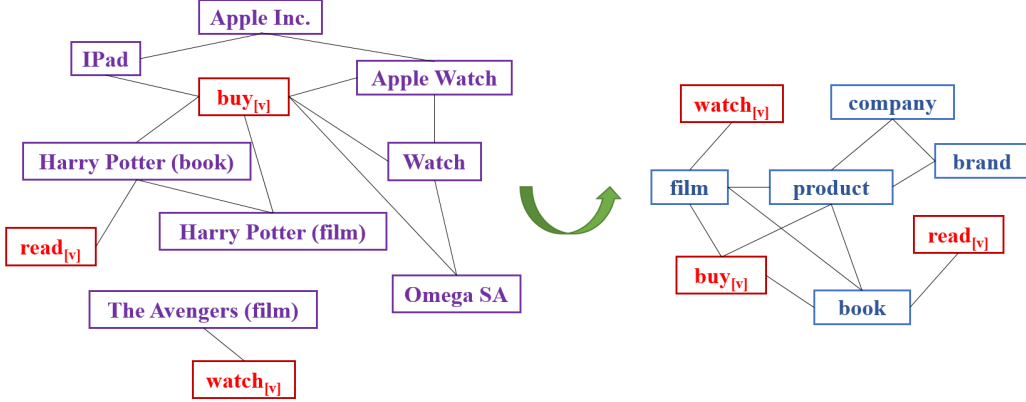 Apple Inc.
IPad
Apple Watch
buy[v]
Harry Potter (book)
Watch
Harry Potter (film)
read[v]
Omega SA
The Avengers (film)
watch[v]
watch[v]
company
brand
film
product
read[v]
buy[v]
book